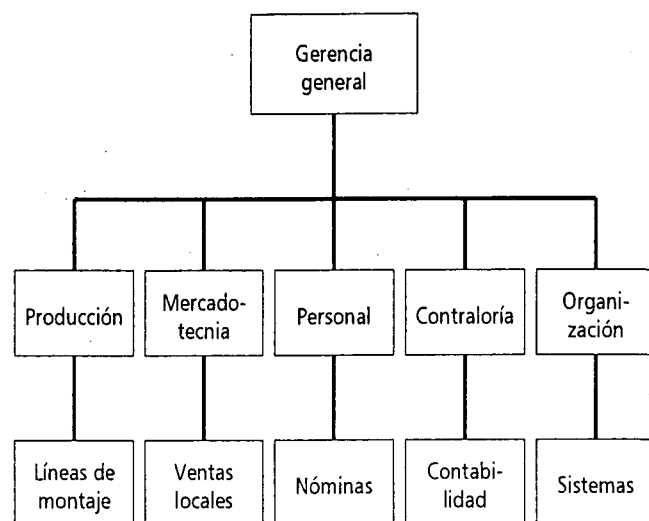 Gerencia
general
Producción
Mercado-
tecnia
Personal
Contraloría
Organi-
zación
Líneas de
montaje
Ventas
locales
Nóminas
Contabi-
lidad
Sistemas